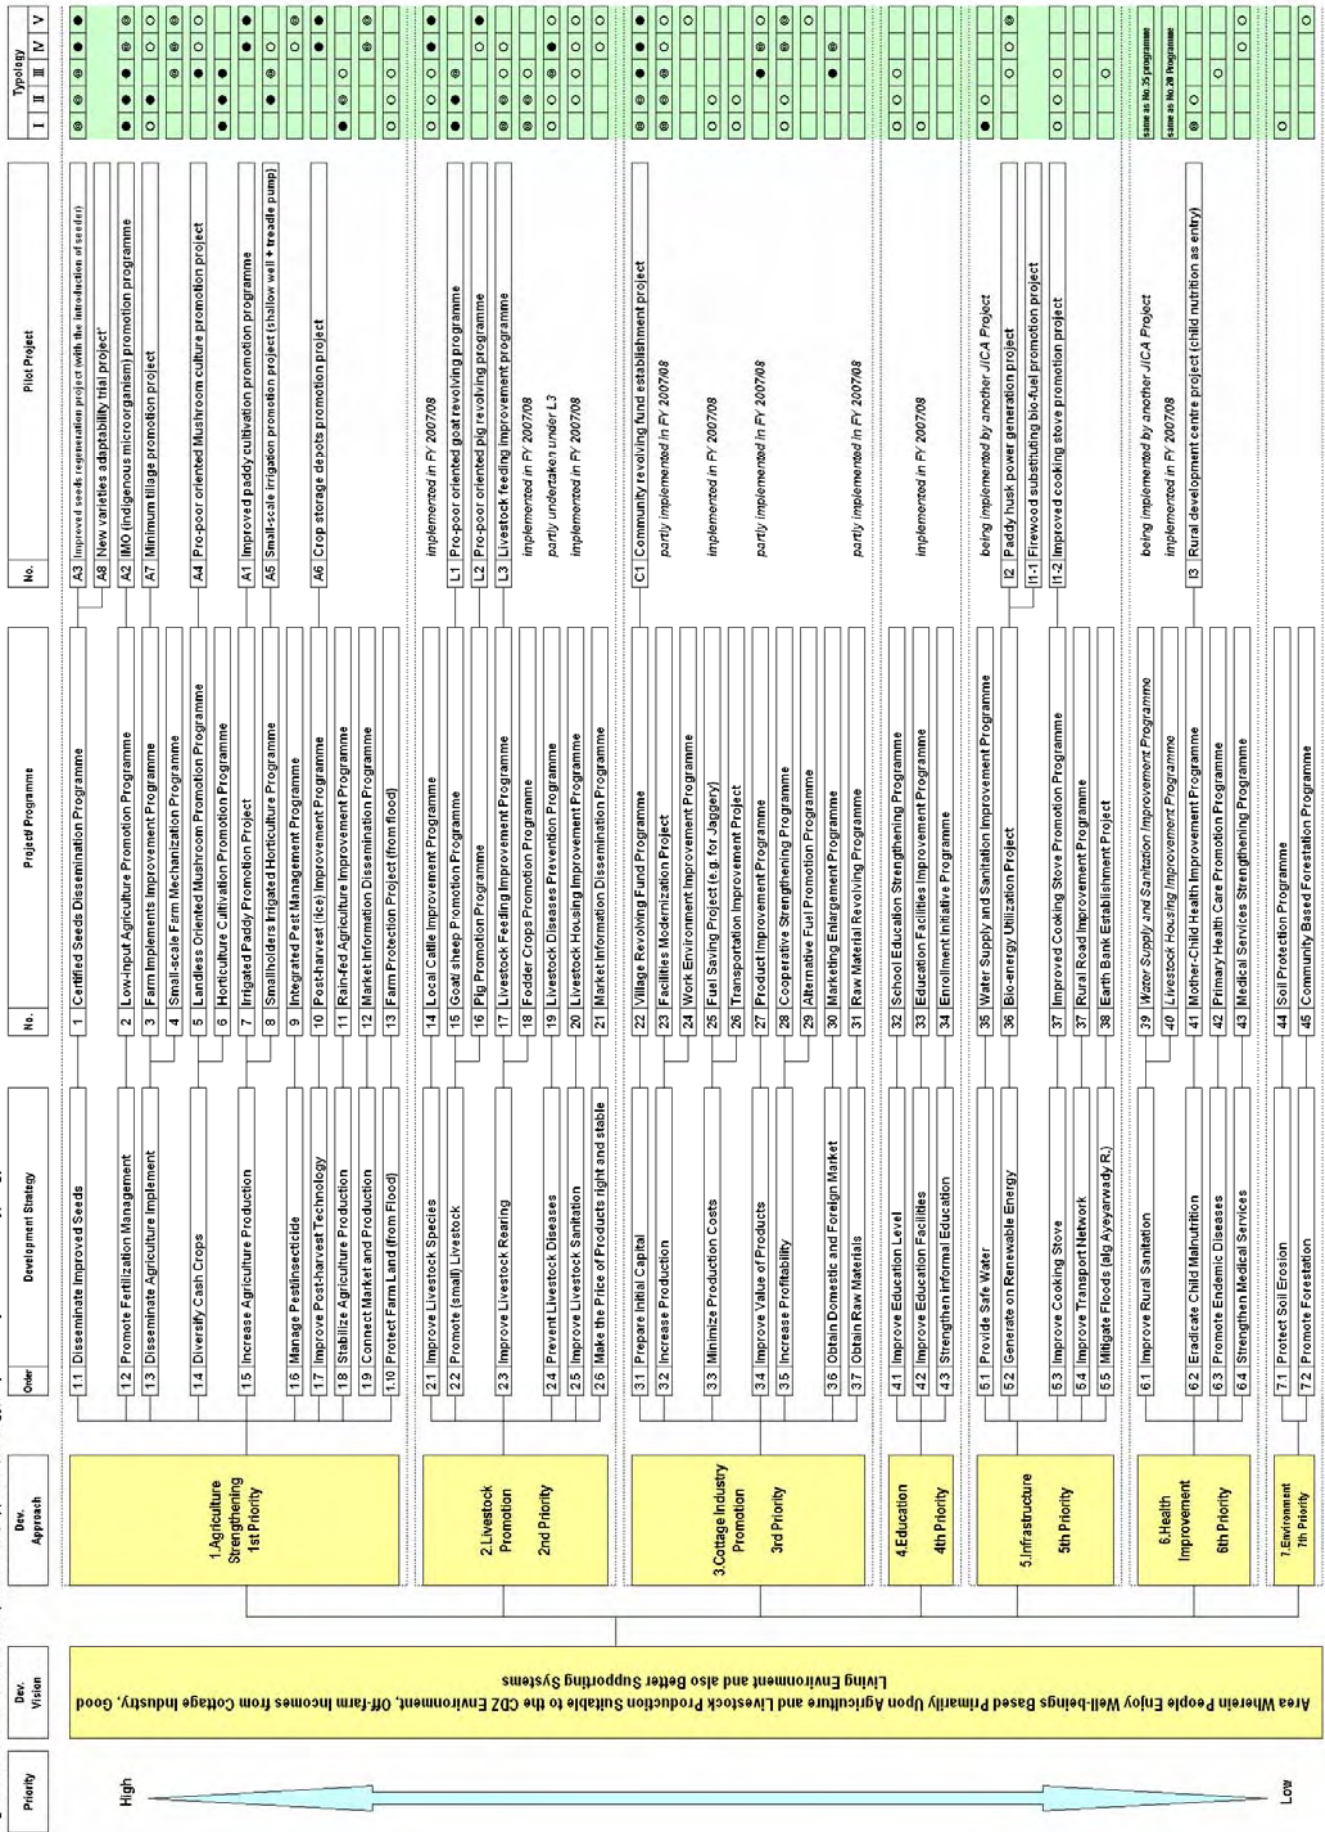 Priority
Dev. Vision
Dev. Approach
Order
Development Strategy
No.
Project/ Programme
No.
Pilot Project
Typology
I II III IV V
High
Low
Area Wherein People Enjoy Well-beings Based Primarily Upon Agriculture and Livestock Production Suitable to the CDZ Environment, Off-farm Incomes from Cottage Industry, Good
Living Environment and also Better Supporting Systems
1.Agriculture
Strengthening
1st Priority
1.1 Disseminate Improved Seeds
1.2 Promote Fertilization Management
1.3 Disseminate Agriculture Implement
1.4 Diversify Cash Crops
1.5 Increase Agriculture Production
1.6 Manage Pest/insecticide
1.7 Improve Post-harvest Technology
1.8 Stabilize Agriculture Production
1.9 Connect Market and Production
1.10 Protect Farm Land (from Flood)
1 Certified Seeds Dissemination Programme
2 Low-input Agriculture Promotion Programme
3 Farm Implements Improvement Programme
4 Small-scale Farm Mechanization Programme
5 Landless Oriented Mushroom Promotion Programme
6 Horticulture Cultivation Promotion Programme
7 Irrigated Paddy Promotion Project
8 Smallholders Irrigated Horticulture Programme
9 Integrated Pest Management Programme
10 Post-harvest (rice) Improvement Programme
11 Rain-fed Agriculture Improvement Programme
12 Market Information Dissemination Programme
13 Farm Protection Project (from flood)
A3 Improved seeds regeneration project (with the introduction of seeder)
A8 New varieties adaptability trial project"
A2 IMO (indigenous microorganism) promotion programme
A7 Minimum tillage promotion project
A4 Pro-poor oriented Mushroom culture promotion project
A1 Improved paddy cultivation promotion programme
A5 Small-scale Irrigation promotion project (shallow well + treadle pump)
A6 Crop storage depots promotion project
2.Livestock
Promotion
2nd Priority
2.1 Improve Livestock Species
2.2 Promote (small) Livestock
2.3 Improve Livestock Rearing
2.4 Prevent Livestock Diseases
2.5 Improve Livestock Sanitation
2.6 Make the Price of Products right and stable
14 Local Cattle Improvement Programme
15 Goat/ sheep Promotion Programme
16 Pig Promotion Programme
17 Livestock Feeding Improvement Programme
18 Fodder Crops Promotion Programme
19 Livestock Diseases Prevention Programme
20 Livestock Housing Improvement Programme
21 Market Information Dissemination Programme
implemented in FY 2007/08
L1 Pro-poor oriented goat revolving programme
L2 Pro-poor oriented pig revolving programme
L3 Livestock feeding improvement programme
implemented in FY 2007/08
partly undertaken under L3
implemented in FY 2007/08
3.Cottage Industry
Promotion
3rd Priority
3.1 Prepare Initial Capital
3.2 Increase Production
3.3 Minimize Production Costs
3.4 Improve Value of Products
3.5 Increase Profitability
3.6 Obtain Domestic and Foreign Market
3.7 Obtain Raw Materials
22 Village Revolving Fund Programme
23 Facilities Modernization Project
24 Work Environment Improvement Programme
25 Fuel Saving Project (e.g. for Jaggery)
26 Transportation Improvement Project
27 Product Improvement Programme
28 Cooperative Strengthening Programme
29 Alternative Fuel Promotion Programme
30 Marketing Enlargement Programme
31 Raw Material Revolving Programme
C1 Community revolving fund establishment project
partly implemented in FY 2007/08
implemented in FY 2007/08
partly implemented in FY 2007/08
partly implemented in FY 2007/08
4.Education
4th Priority
4.1 Improve Education Level
4.2 Improve Education Facilities
4.3 Strengthen Informal Education
32 School Education Strengthening Programme
33 Education Facilities Improvement Programme
34 Enrollment Initiative Programme
implemented in FY 2007/08
5.Infrastructure
5th Priority
5.1 Provide Safe Water
5.2 Generate on Renewable Energy
5.3 Improve Cooking Stove
5.4 Improve Transport Network
5.5 Mitigate Floods (alg Ayeyarwady R.)
35 Water Supply and Sanitation Improvement Programme
36 Bio-energy Utilization Project
37 Improved Cooking Stove Promotion Programme
37 Rural Road Improvement Programme
38 Earth Bank Establishment Project
being implemented by another JICA Project
I2 Paddy husk power generation project
I1-1 Firewood substituting bio-fuel promotion project
I1-2 Improved cooking stove promotion project
6.Health
Improvement
6th Priority
6.1 Improve Rural Sanitation
6.2 Eradicate Child Malnutrition
6.3 Promote Endemic Diseases
6.4 Strengthen Medical Services
39 Water Supply and Sanitation Improvement Programme
40 Livestock Housing Improvement Programme
41 Mother-Child Health Improvement Programme
42 Primary Health Care Promotion Programme
43 Medical Services Strengthening Programme
being implemented by another JICA Project
implemented in FY 2007/08
I3 Rural development centre project (child nutrition as entry)
same as No.35 programme
same as No.20 Programme
7.Environment
7th Priority
7.1 Protect Soil Erosion
7.2 Promote Forestation
44 Soil Protection Programme
45 Community Based Forestation Programme